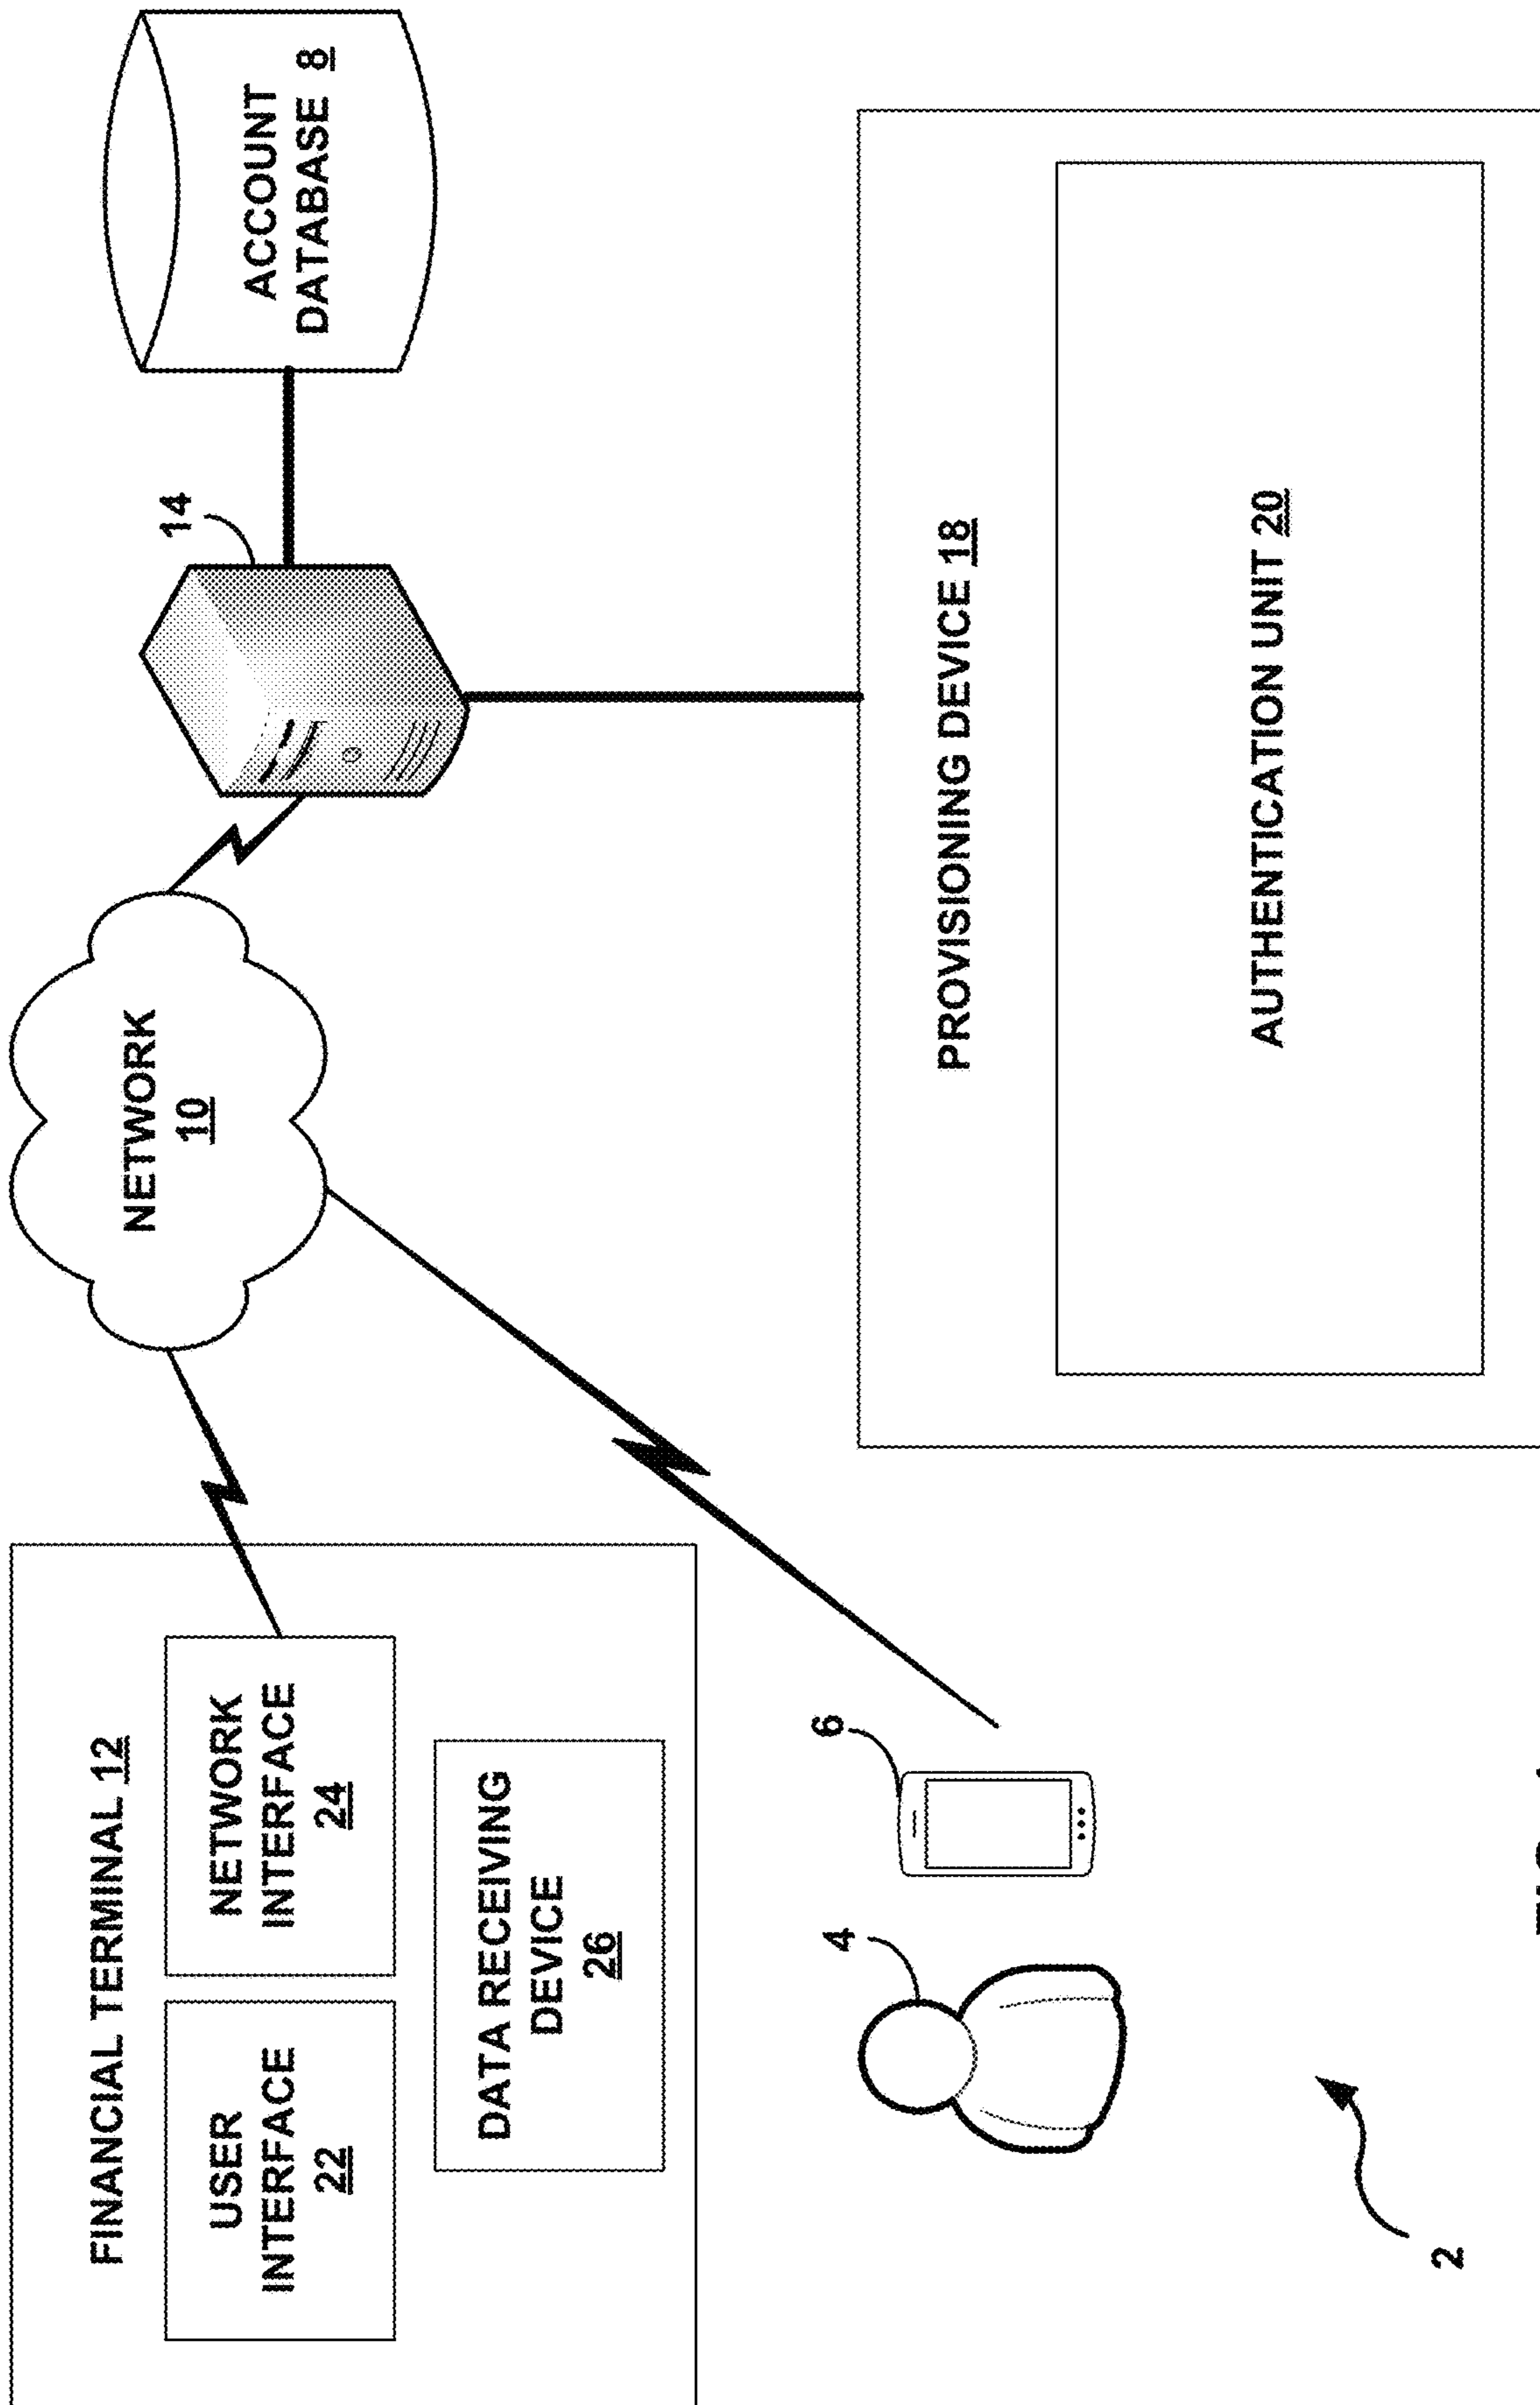 FINANCIAL TERMINAL 12
USER
INTERFACE
22
NETWORK
INTERFACE
24
DATA RECEIVING
DEVICE
26
NETWORK
10
14
ACCOUNT
DATABASE 8
4
6
PROVISIONING DEVICE 18
AUTHENTICATION UNIT 20
2